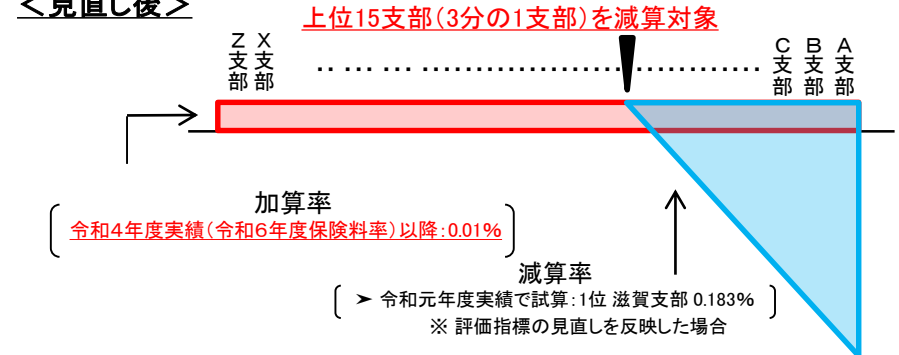 ＜見直し後＞
上位15支部（3分の1支部）を減算対象
Z支部
X支部
‥ ‥‥ ‥‥‥‥‥‥‥‥‥‥‥‥‥‥‥‥‥
C支部
B支部
A支部
加算率
令和４年度実績（令和６年度保険料率）以降：0.01％
減算率
➤ 令和元年度実績で試算：1位 滋賀支部 0.183％
※ 評価指標の見直しを反映した場合